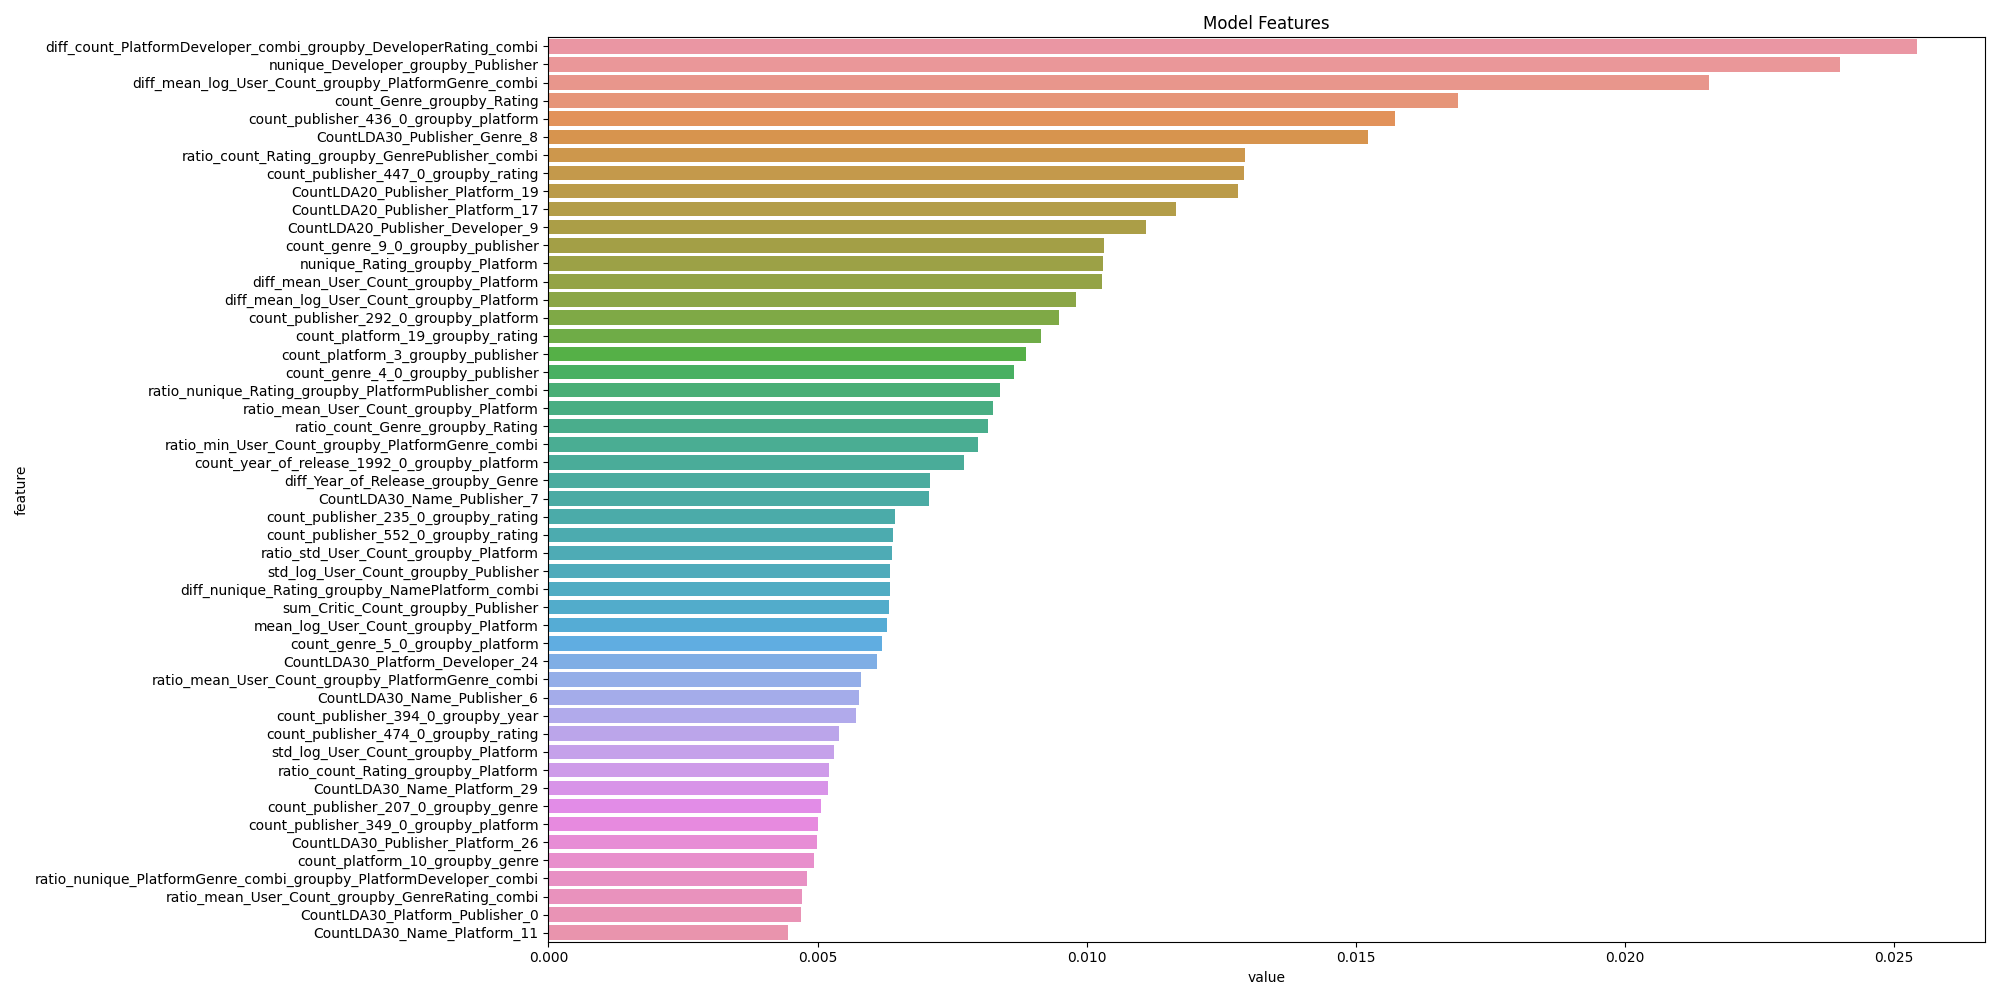 Model Features
diff_count_PlatformDeveloper_combi_groupby_DeveloperRating_combi
nunique_Developer_groupby_Publisher
diff_mean_log_User_Count_groupby_PlatformGenre_combi
count_Genre_groupby_Rating
count_publisher_436_0_groupby_platform
CountLDA30_Publisher_Genre_8
ratio_count_Rating_groupby_GenrePublisher_combi
count_publisher_447_0_groupby_rating
CountLDA20_Publisher_Platform_19
CountLDA20_Publisher_Platform_17
CountLDA20_Publisher_Developer_9
count_genre_9_0_groupby_publisher
nunique_Rating_groupby_Platform
diff_mean_User_Count_groupby_Platform
diff_mean_log_User_Count_groupby_Platform
count_publisher_292_0_groupby_platform
count_platform_19_groupby_rating
count_platform_3_groupby_publisher
count_genre_4_0_groupby_publisher
ratio_nunique_Rating_groupby_PlatformPublisher_combi
ratio_mean_User_Count_groupby_Platform
ratio_count_Genre_groupby_Rating
ratio_min_User_Count_groupby_PlatformGenre_combi
count_year_of_release_1992_0_groupby_platform
diff_Year_of_Release_groupby_Genre
CountLDA30_Name_Publisher_7
count_publisher_235_0_groupby_rating
count_publisher_552_0_groupby_rating
ratio_std_User_Count_groupby_Platform
std_log_User_Count_groupby_Publisher
diff_nunique_Rating_groupby_NamePlatform_combi
sum_Critic_Count_groupby_Publisher
mean_log_User_Count_groupby_Platform
count_genre_5_0_groupby_platform
CountLDA30_Platform_Developer_24
ratio_mean_User_Count_groupby_PlatformGenre_combi
CountLDA30_Name_Publisher_6
count_publisher_394_0_groupby_year
count_publisher_474_0_groupby_rating
std_log_User_Count_groupby_Platform
ratio_count_Rating_groupby_Platform
CountLDA30_Name_Platform_29
count_publisher_207_0_groupby_genre
count_publisher_349_0_groupby_platform
CountLDA30_Publisher_Platform_26
count_platform_10_groupby_genre
ratio_nunique_PlatformGenre_combi_groupby_PlatformDeveloper_combi
ratio_mean_User_Count_groupby_GenreRating_combi
CountLDA30_Platform_Publisher_0
CountLDA30_Name_Platform_11
feature
0.000 0.005 0.010 0.015 0.020 0.025
value